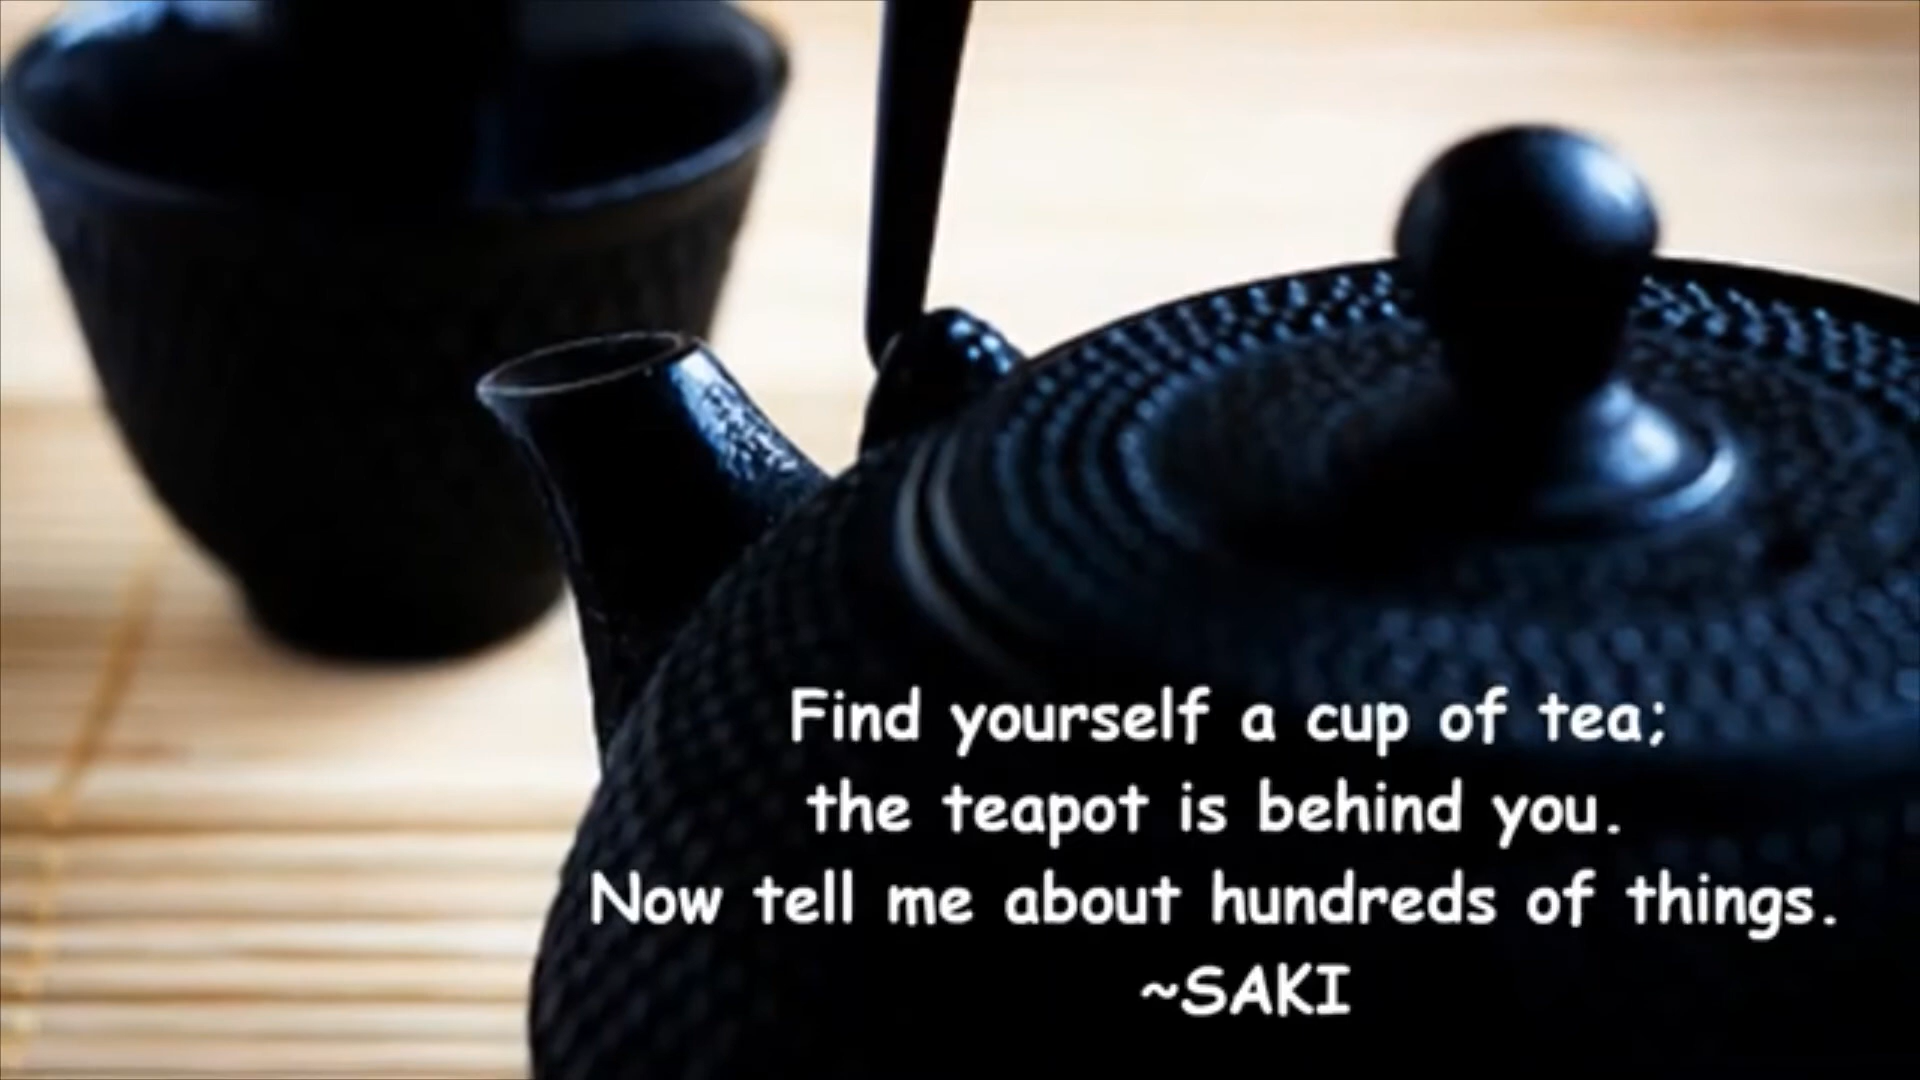 Find yourself a cup of tea;
the teapot is behind you.
Now tell me about hundreds of things.
~SAKI